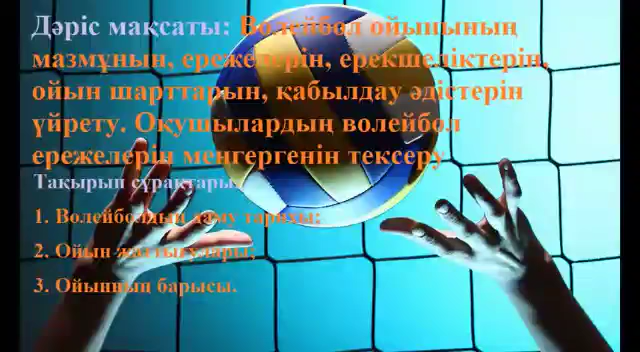 Дәріс мақсаты: Волейбол ойынының
мазмұнын, ережелерін, ерекшеліктерін,
ойын шарттарын, қабылдау әдістерін
үйрету. Оқушылардың волейбол
ережелерін меңгергенін тексеру.
Тақырып сұрақтары:
1. Волейболдың даму тарихы;
2. Ойын жаттығулары;
3. Ойынның барысы.